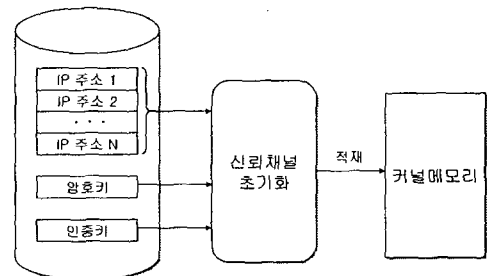 IP 주소 1
IP 주소 2
· · ·
IP 주소 N
암호키
인증키
신뢰채널
초기화
적재
커널메모리